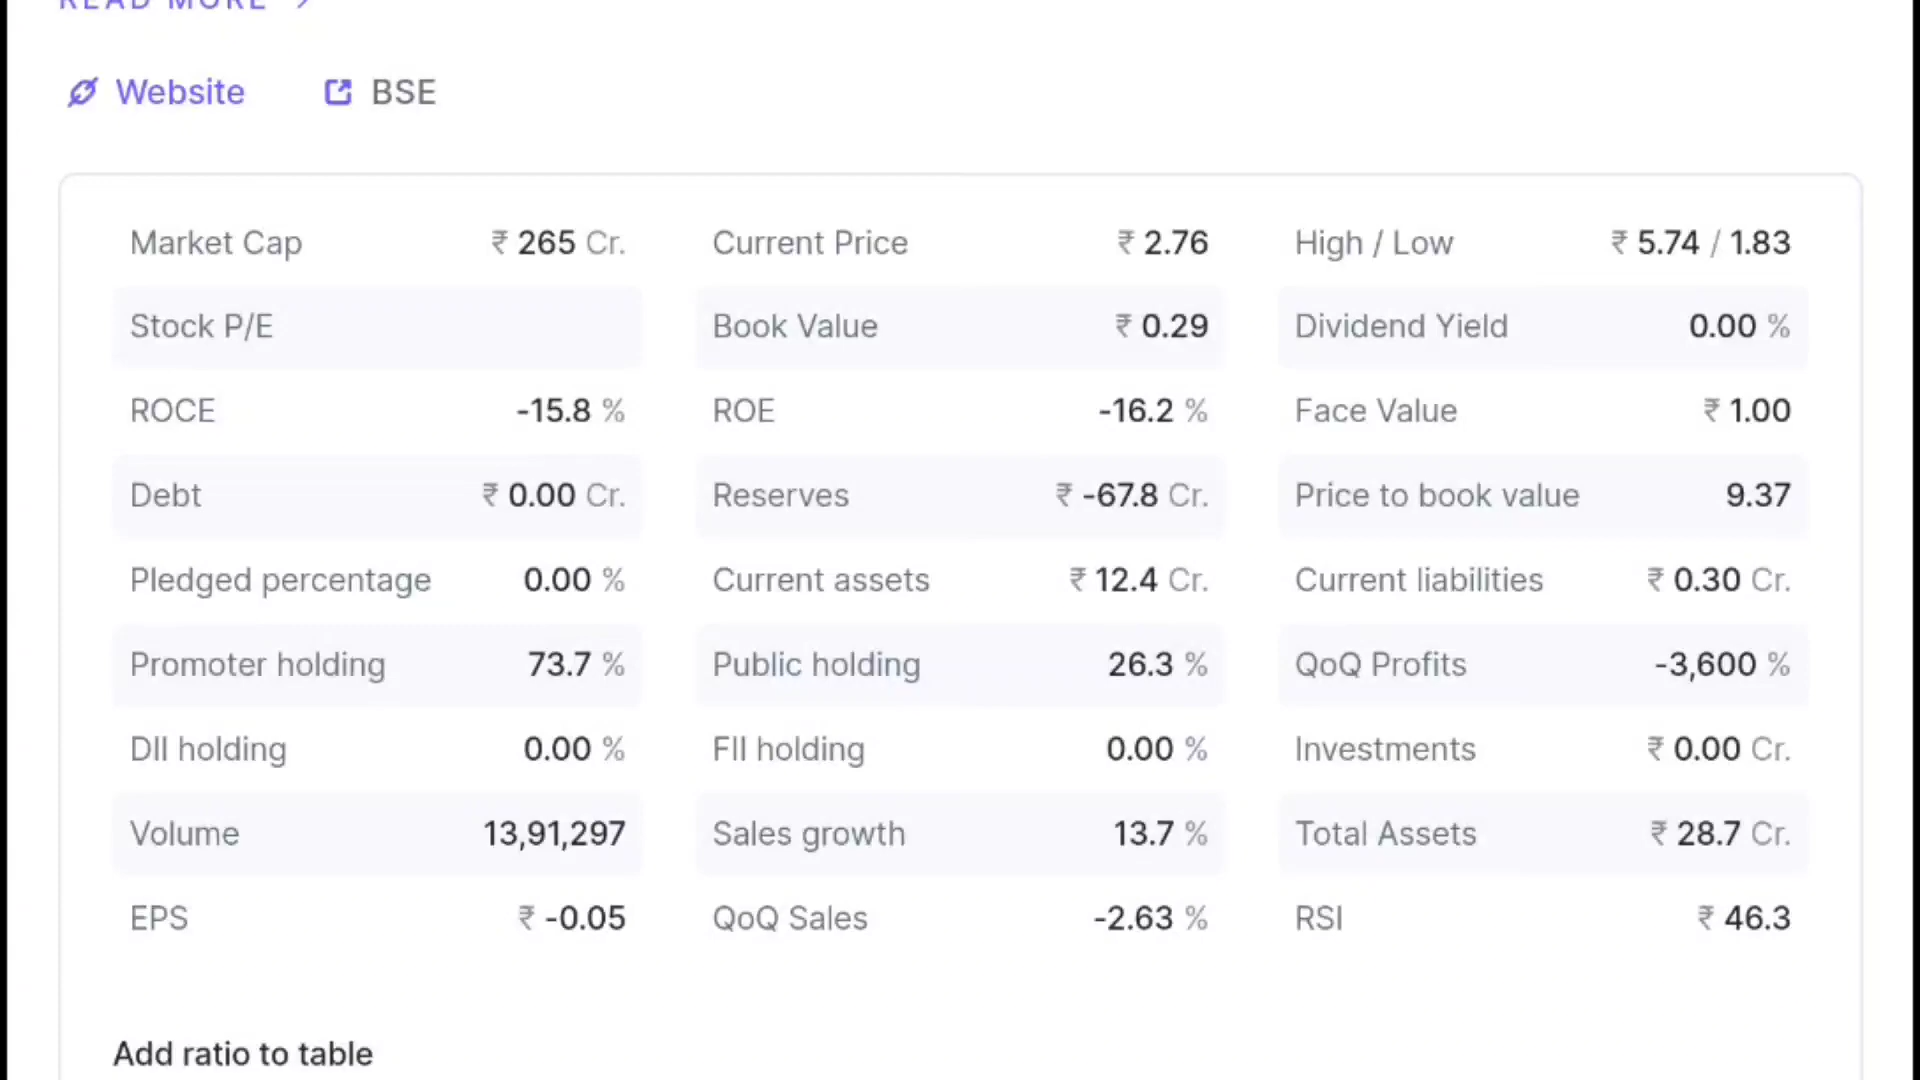 READ MORE
Website BSE
Market Cap ₹ 265 Cr. Current Price ₹ 2.76 High / Low ₹ 5.74 / 1.83
Stock P/E Book Value ₹ 0.29 Dividend Yield 0.00 %
ROCE -15.8 % ROE -16.2 % Face Value ₹ 1.00
Debt ₹ 0.00 Cr. Reserves ₹ -67.8 Cr. Price to book value 9.37
Pledged percentage 0.00 % Current assets ₹ 12.4 Cr. Current liabilities ₹ 0.30 Cr.
Promoter holding 73.7 % Public holding 26.3 % QoQ Profits -3,600 %
DII holding 0.00 % FII holding 0.00 % Investments ₹ 0.00 Cr.
Volume 13,91,297 Sales growth 13.7 % Total Assets ₹ 28.7 Cr.
EPS ₹ -0.05 QoQ Sales -2.63 % RSI ₹ 46.3
Add ratio to table